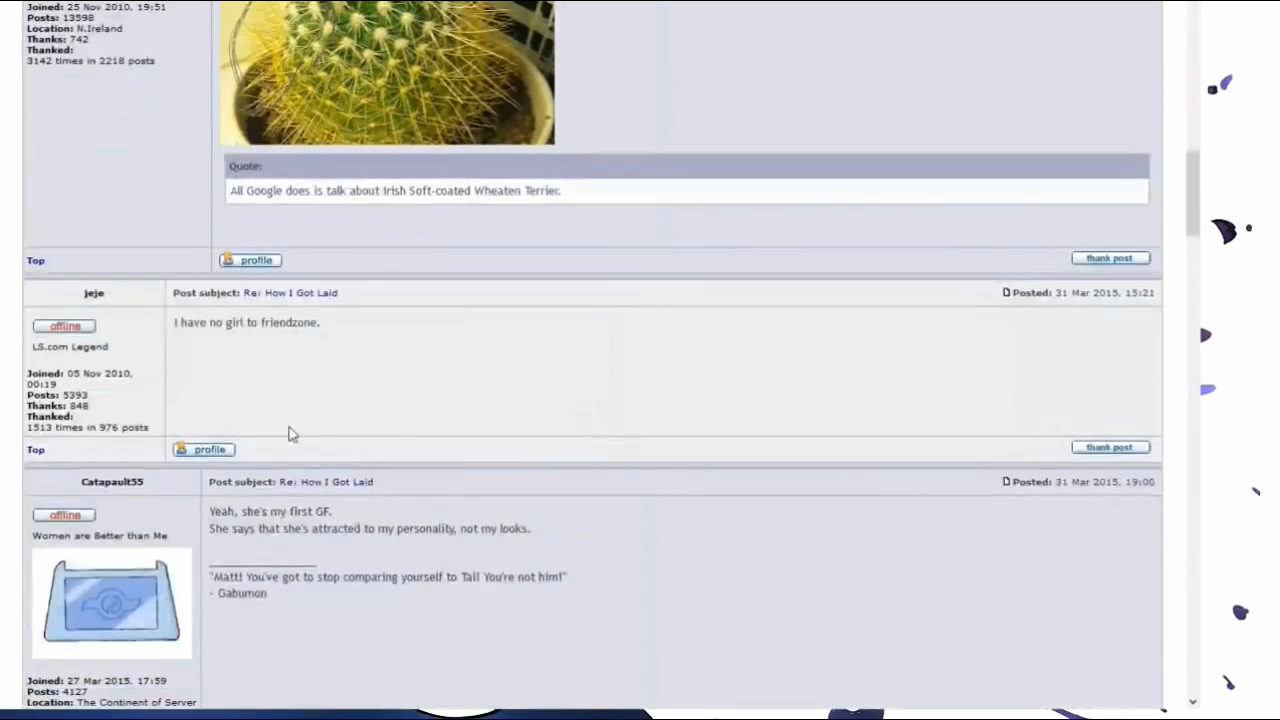 Joined: 25 Nov 2010, 19:51
Posts: 13598
Location: N.Ireland
Thanks: 742
Thanked:
3142 times in 2218 posts
Quote:
All Google does is talk about Irish Soft-coated Wheaten Terrier.
Top
profile
thank post
jeje
Post subject: Re: How I Got Laid
Posted: 31 Mar 2015, 15:21
offline
LS.com Legend
Joined: 05 Nov 2010,
00:19
Posts: 5393
Thanks: 848
Thanked:
1513 times in 976 posts
I have no girl to friendzone.
Top
profile
thank post
Catapault55
Post subject: Re: How I Got Laid
Posted: 31 Mar 2015, 19:00
offline
Women are Better than Me
Joined: 27 Mar 2015, 17:59
Posts: 4127
Location: The Continent of Server
Yeah, she's my first GF.
She says that she's attracted to my personality, not my looks.
"Matt! You've got to stop comparing yourself to Tai! You're not him!"
- Gabumon